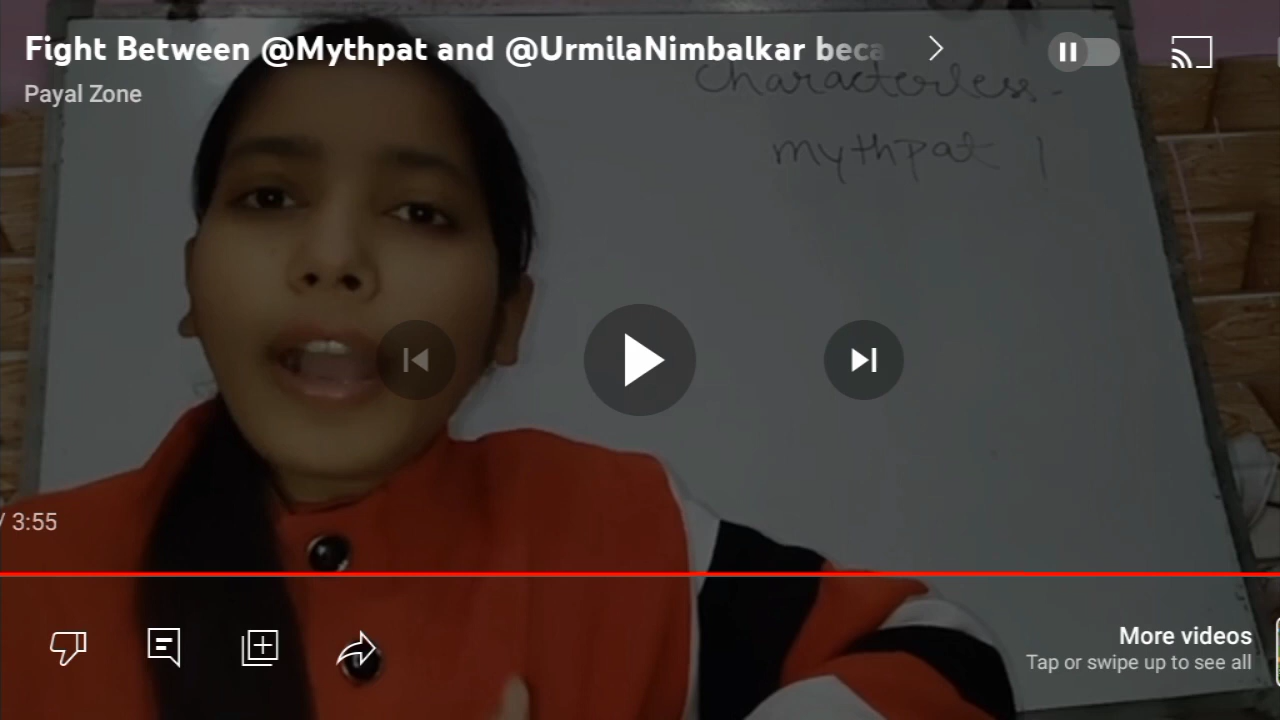 Fight Between @Mythpat and @UrmilaNimbalkar beca
Payal Zone
Characterless.
mythpat
/ 3:55
More videos
Tap or swipe up to see all